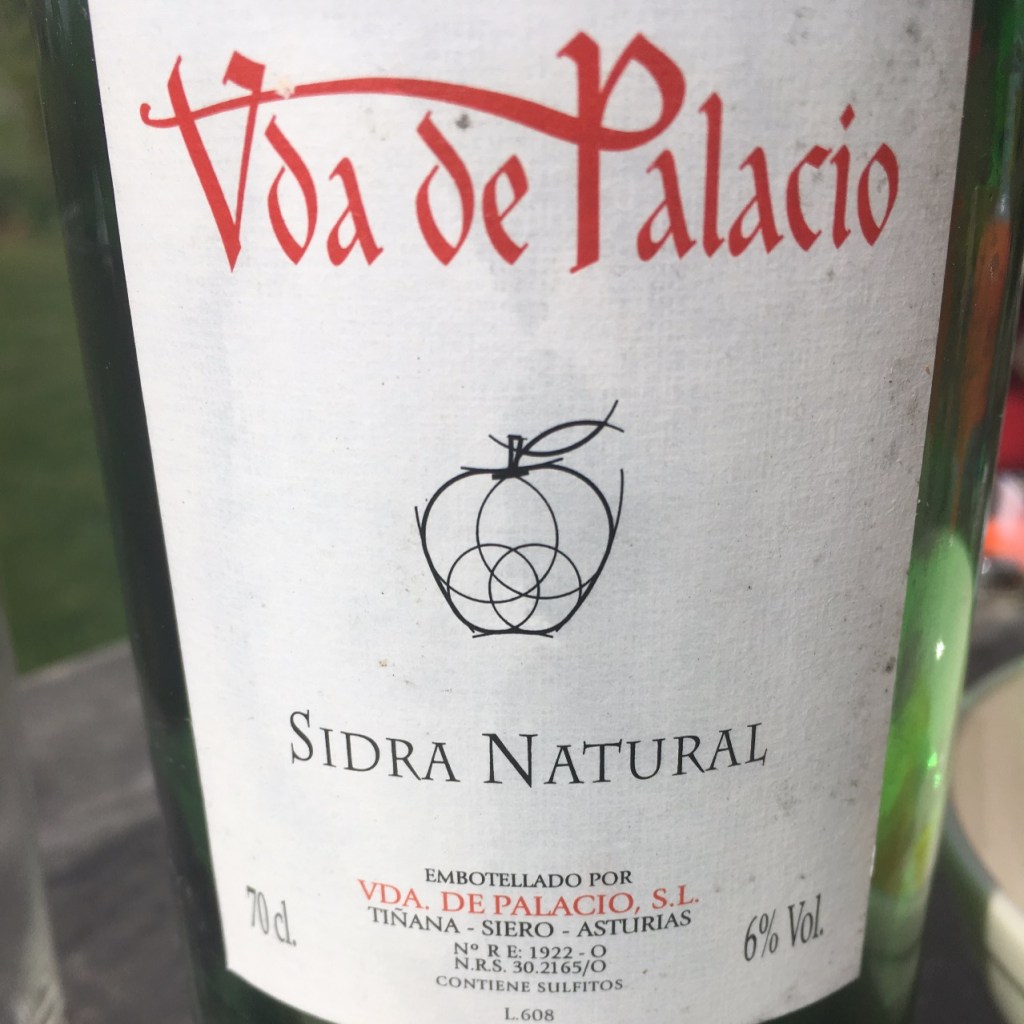 Vda de Palacio
SIDRA NATURAL
EMBOTELLADO POR
VDA. DE PALACIO, S.L.
TIÑANA - SIERO - ASTURIAS
70 cl.
6% Vol.
Nº R E: 1922 - O
N.R.S. 30.2165/O
CONTIENE SULFITOS
L.608